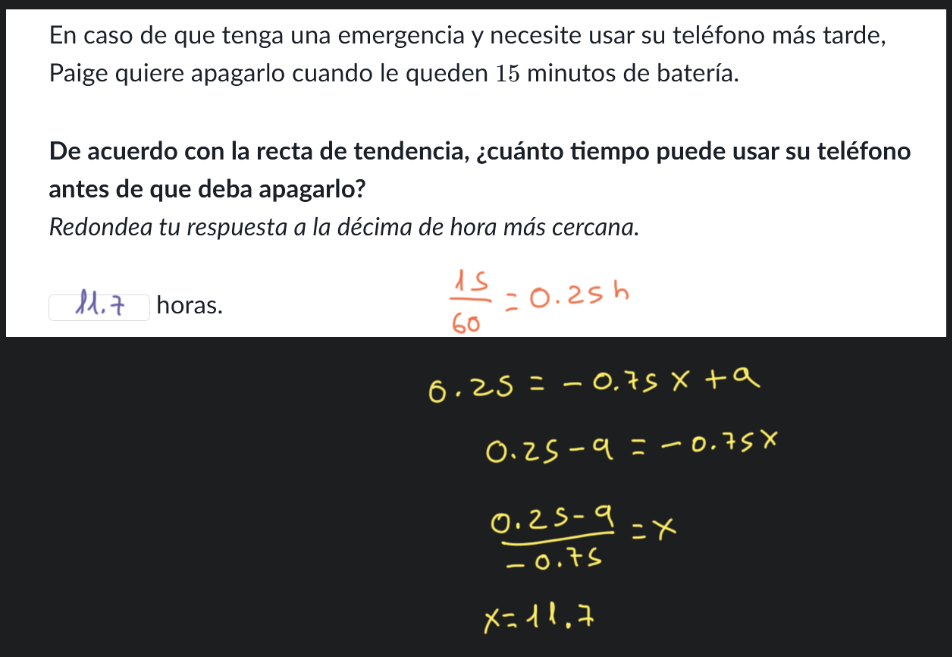 En caso de que tenga una emergencia y necesite usar su teléfono más tarde,
Paige quiere apagarlo cuando le queden 15 minutos de batería.
De acuerdo con la recta de tendencia, ¿cuánto tiempo puede usar su teléfono
antes de que deba apagarlo?
Redondea tu respuesta a la décima de hora más cercana.
11.7 horas.
15/60 = 0.25 h
0.25 = -0.75x + 9
0.25 - 9 = -0.75x
0.25-9/-0.75 = x
x = 11.7